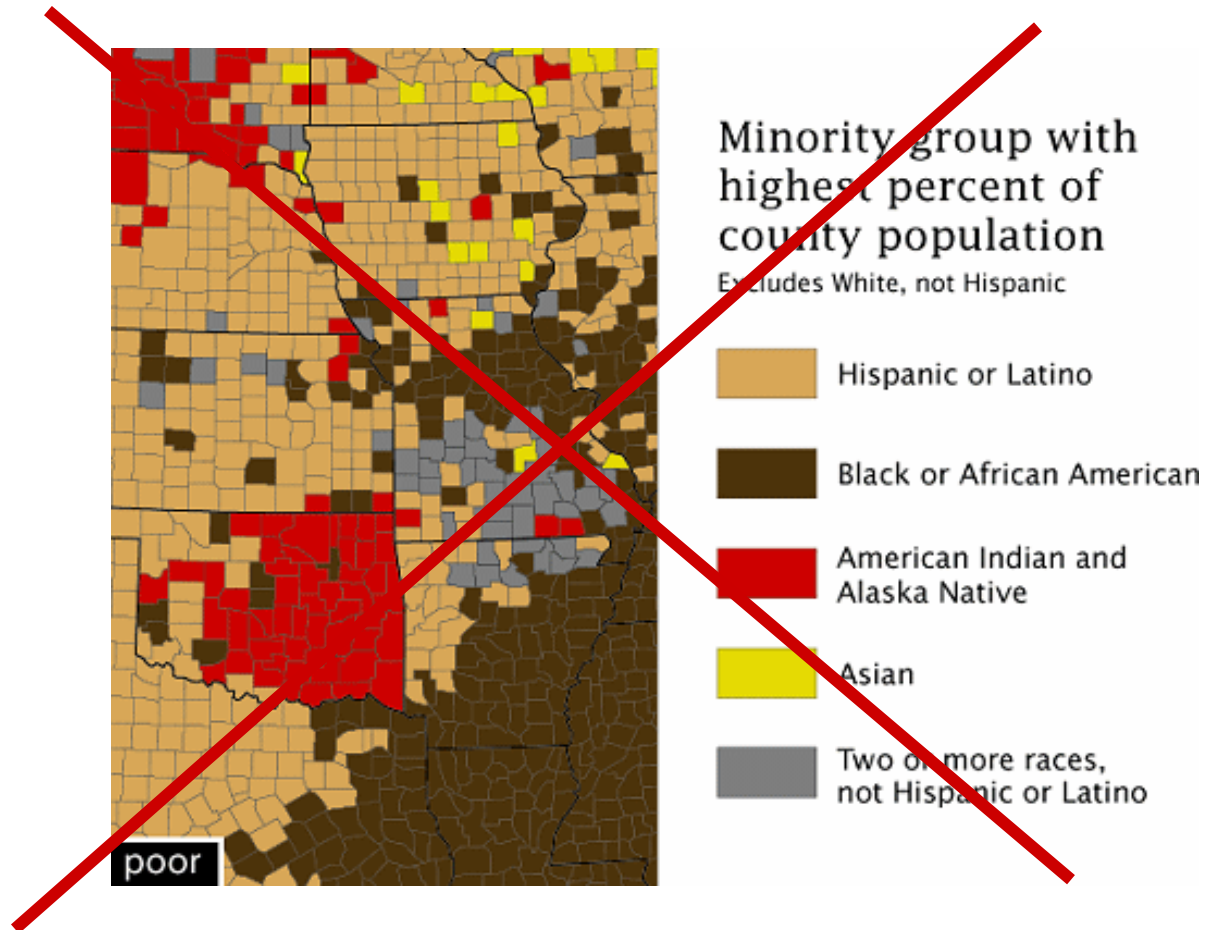 Minority group with
highest percent of
county population
Excludes White, not Hispanic
Hispanic or Latino
Black or African American
American Indian and
Alaska Native
Asian
Two or more races,
not Hispanic or Latino
poor